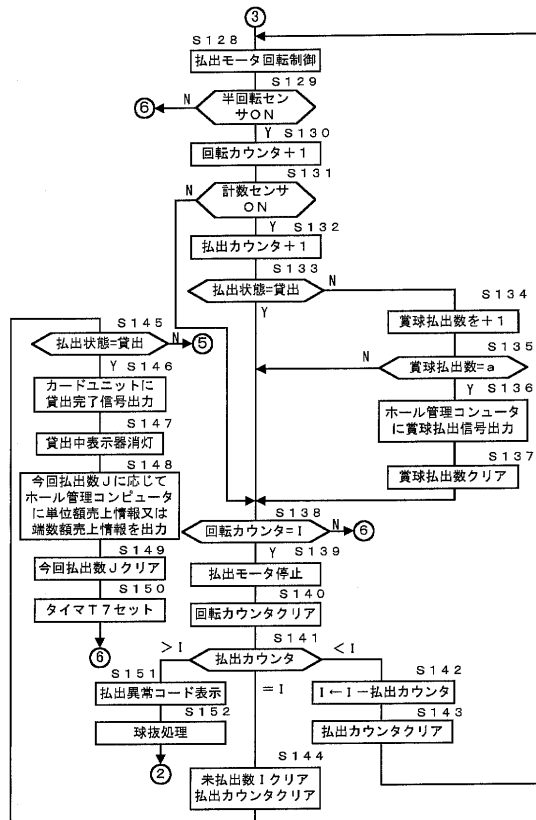 ③
S128
払出モータ回転制御
S129
半回転セン
サON
N
⑥
Y
S130
回転カウンタ+1
S131
計数センサ
ON
N
Y
S132
払出カウンタ+1
S133
払出状態=貸出
N
Y
S134
賞球払出数を+1
S135
賞球払出数=a
N
Y
S136
ホール管理コンュータ
に賞球払出信号出力
S137
賞球払出数クリア
S138
回転カウンタ=I
N
⑥
Y
S139
払出モータ停止
S140
回転カウンタクリア
S141
払出カウンタ
>I
<I
=I
S142
I←I-払出カウンタ
S143
払出カウンタクリア
S144
未払出数Iクリア
払出カウンタクリア
S145
払出状態=貸出
N
⑤
Y
S146
カードユニットに
貸出完了信号出力
S147
貸出中表示器消灯
S148
今回払出数Jに応じて
ホール管理コンピュータ
に単位額売上情報又は
端数額売上情報を出力
S149
今回払出数Jクリア
S150
タイマT7セット
⑥
S151
払出異常コード表示
S152
球抜処理
②